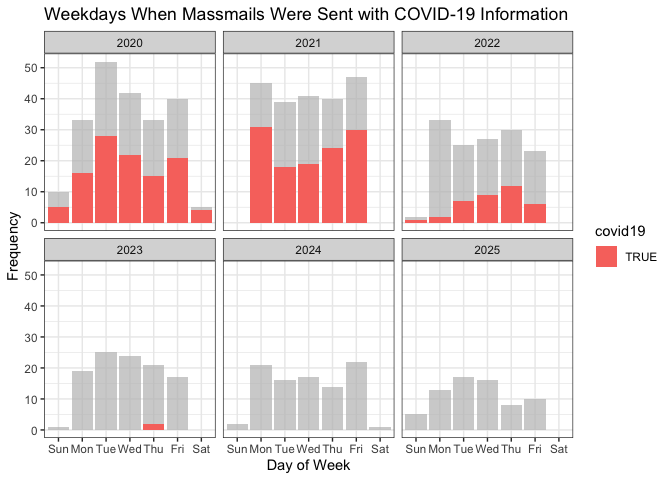 Weekdays When Massmails Were Sent with COVID-19 Information
2020 2021 2022
50
40
30
20
10
0
2023 2024 2025
50
40
30
20
10
0
Sun Mon Tue Wed Thu Fri Sat Sun Mon Tue Wed Thu Fri Sat Sun Mon Tue Wed Thu Fri Sat
Day of Week
Frequency
covid19
TRUE